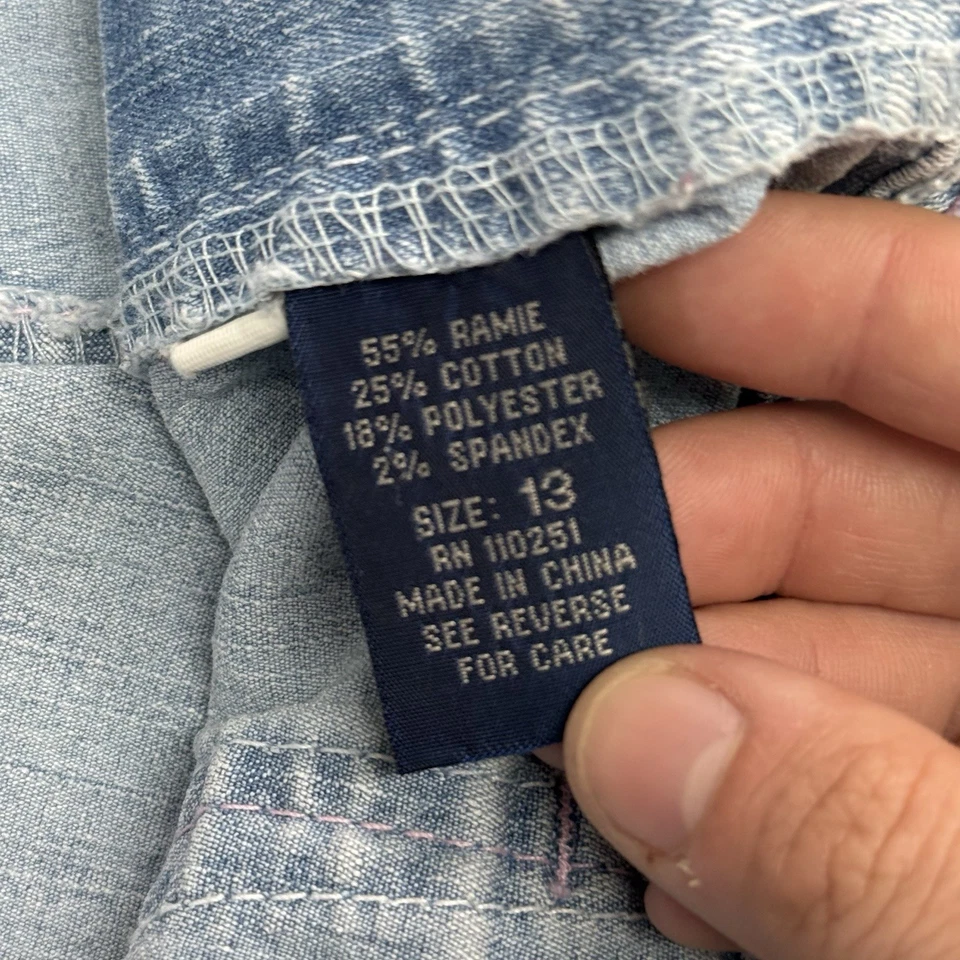 55% RAMIE
25% COTTON
18% POLYESTER
2% SPANDEX
SIZE: 13
RN 110251
MADE IN CHINA
SEE REVERSE
FOR CARE